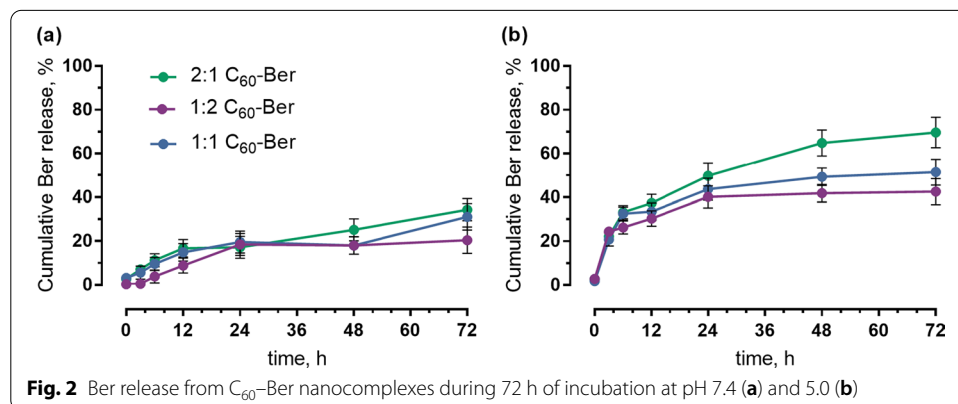 (a)
100
80
60
40
20
0
Cumulative Ber release, %
2:1 C₆₀-Ber
1:2 C₆₀-Ber
1:1 C₆₀-Ber
0 12 24 36 48 60 72
time, h
(b)
100
80
60
40
20
0
Cumulative Ber release, %
0 12 24 36 48 60 72
time, h
Fig. 2 Ber release from C₆₀–Ber nanocomplexes during 72 h of incubation at pH 7.4 (a) and 5.0 (b)